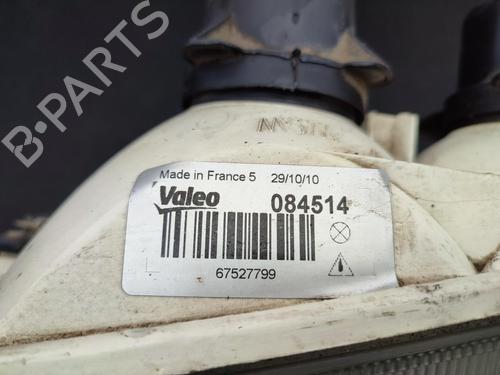 Made in France 5 29/10/10
Valeo 084514
67527799
B-PARTS